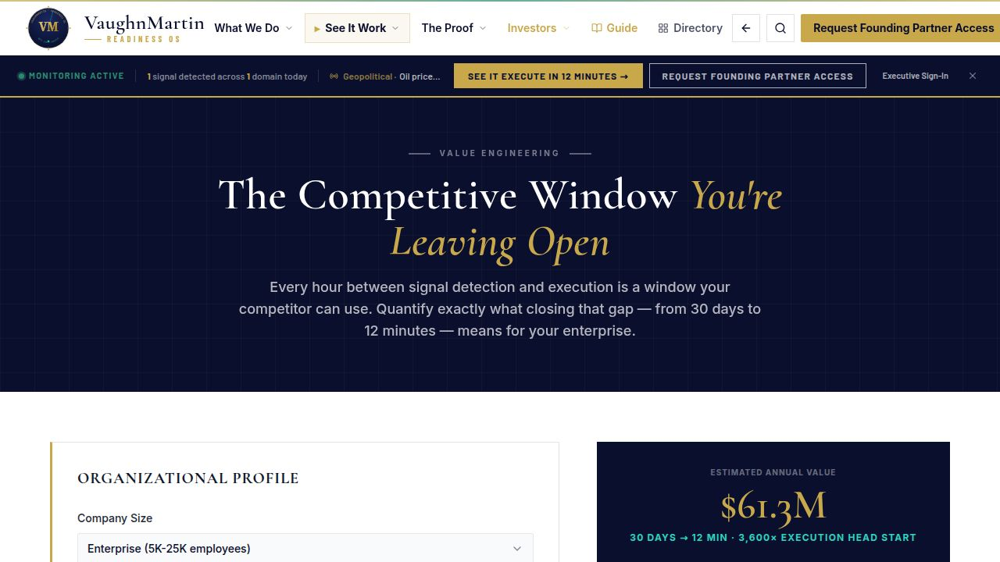 VM
VaughnMartin
READINESS OS
What We Do
▸ See It Work
The Proof
Investors
Guide
Directory
Request Founding Partner Access
MONITORING ACTIVE
1 signal detected across 1 domain today
Geopolitical · Oil price...
SEE IT EXECUTE IN 12 MINUTES →
REQUEST FOUNDING PARTNER ACCESS
Executive Sign-In
VALUE ENGINEERING
The Competitive Window You're
Leaving Open
Every hour between signal detection and execution is a window your
competitor can use. Quantify exactly what closing that gap — from 30 days to
12 minutes — means for your enterprise.
ORGANIZATIONAL PROFILE
Company Size
Enterprise (5K-25K employees)
ESTIMATED ANNUAL VALUE
$61.3M
30 DAYS → 12 MIN · 3,600× EXECUTION HEAD START